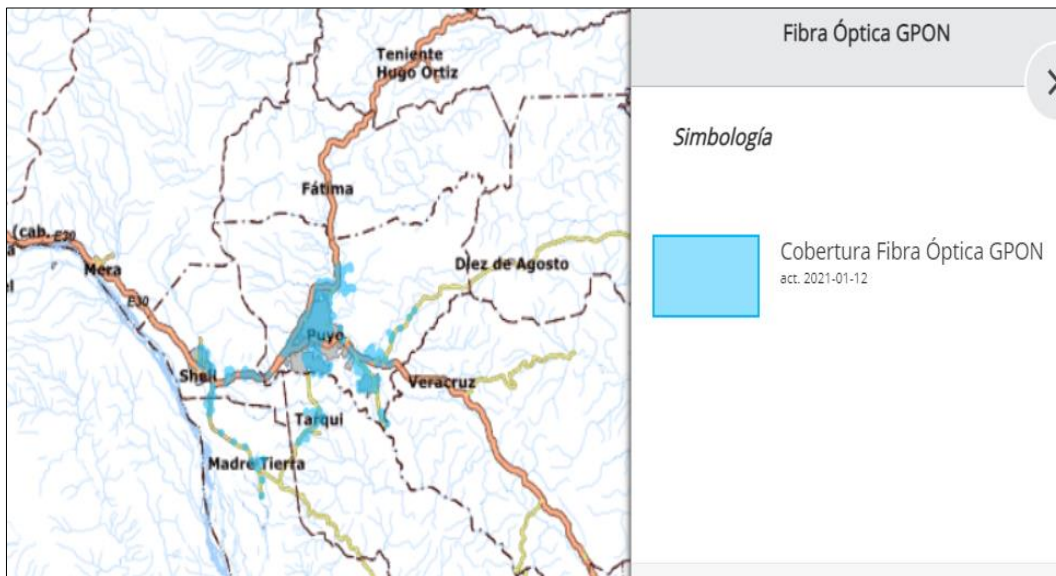 Teniente
Hugo Ortiz
Fátima
(cab.
E30
Mera
E30
Diez de Agosto
Puyo
Shell
Veracruz
Tarqui
Madre Tierra
Fibra Óptica GPON
Simbología
Cobertura Fibra Óptica GPON
act. 2021-01-12